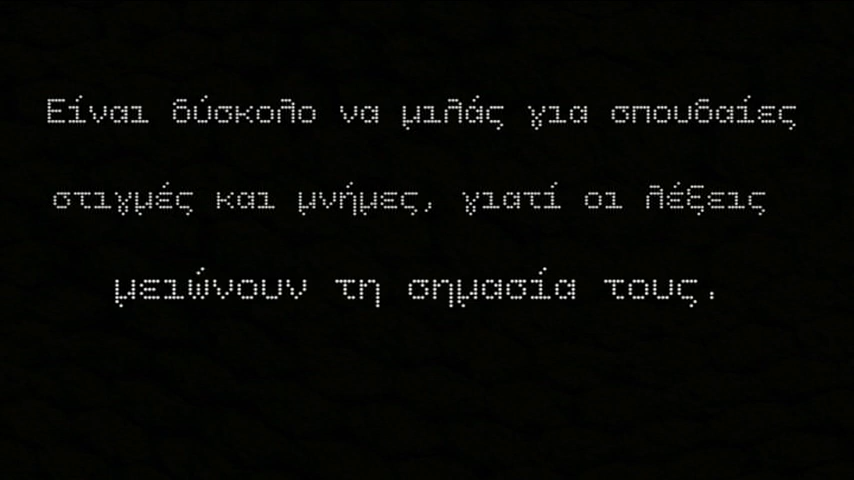 Είναι δύσκολο να μιλάς για σπουδαίες
στιγμές και μνήμες, γιατί οι λέξεις
μειώνουν τη σημασία τους.